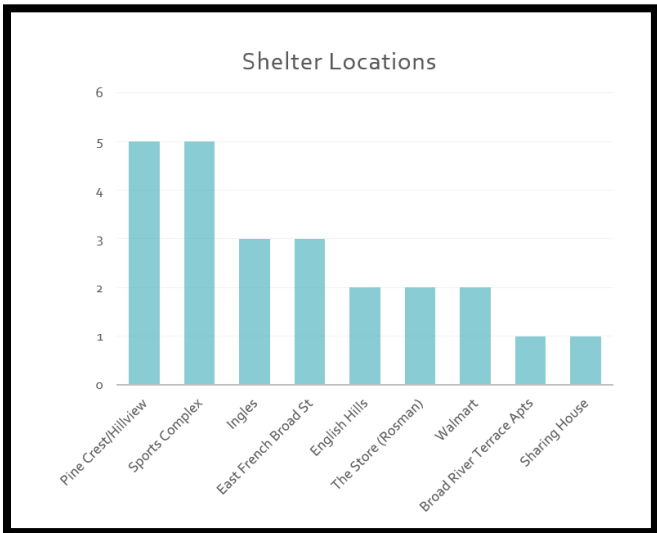 Shelter Locations
6
5
4
3
2
1
0
Pine Crest/Hillview
Sports Complex
Ingles
East French Broad St
English Hills
The Store (Rosman)
Walmart
Broad River Terrace Apts
Sharing House